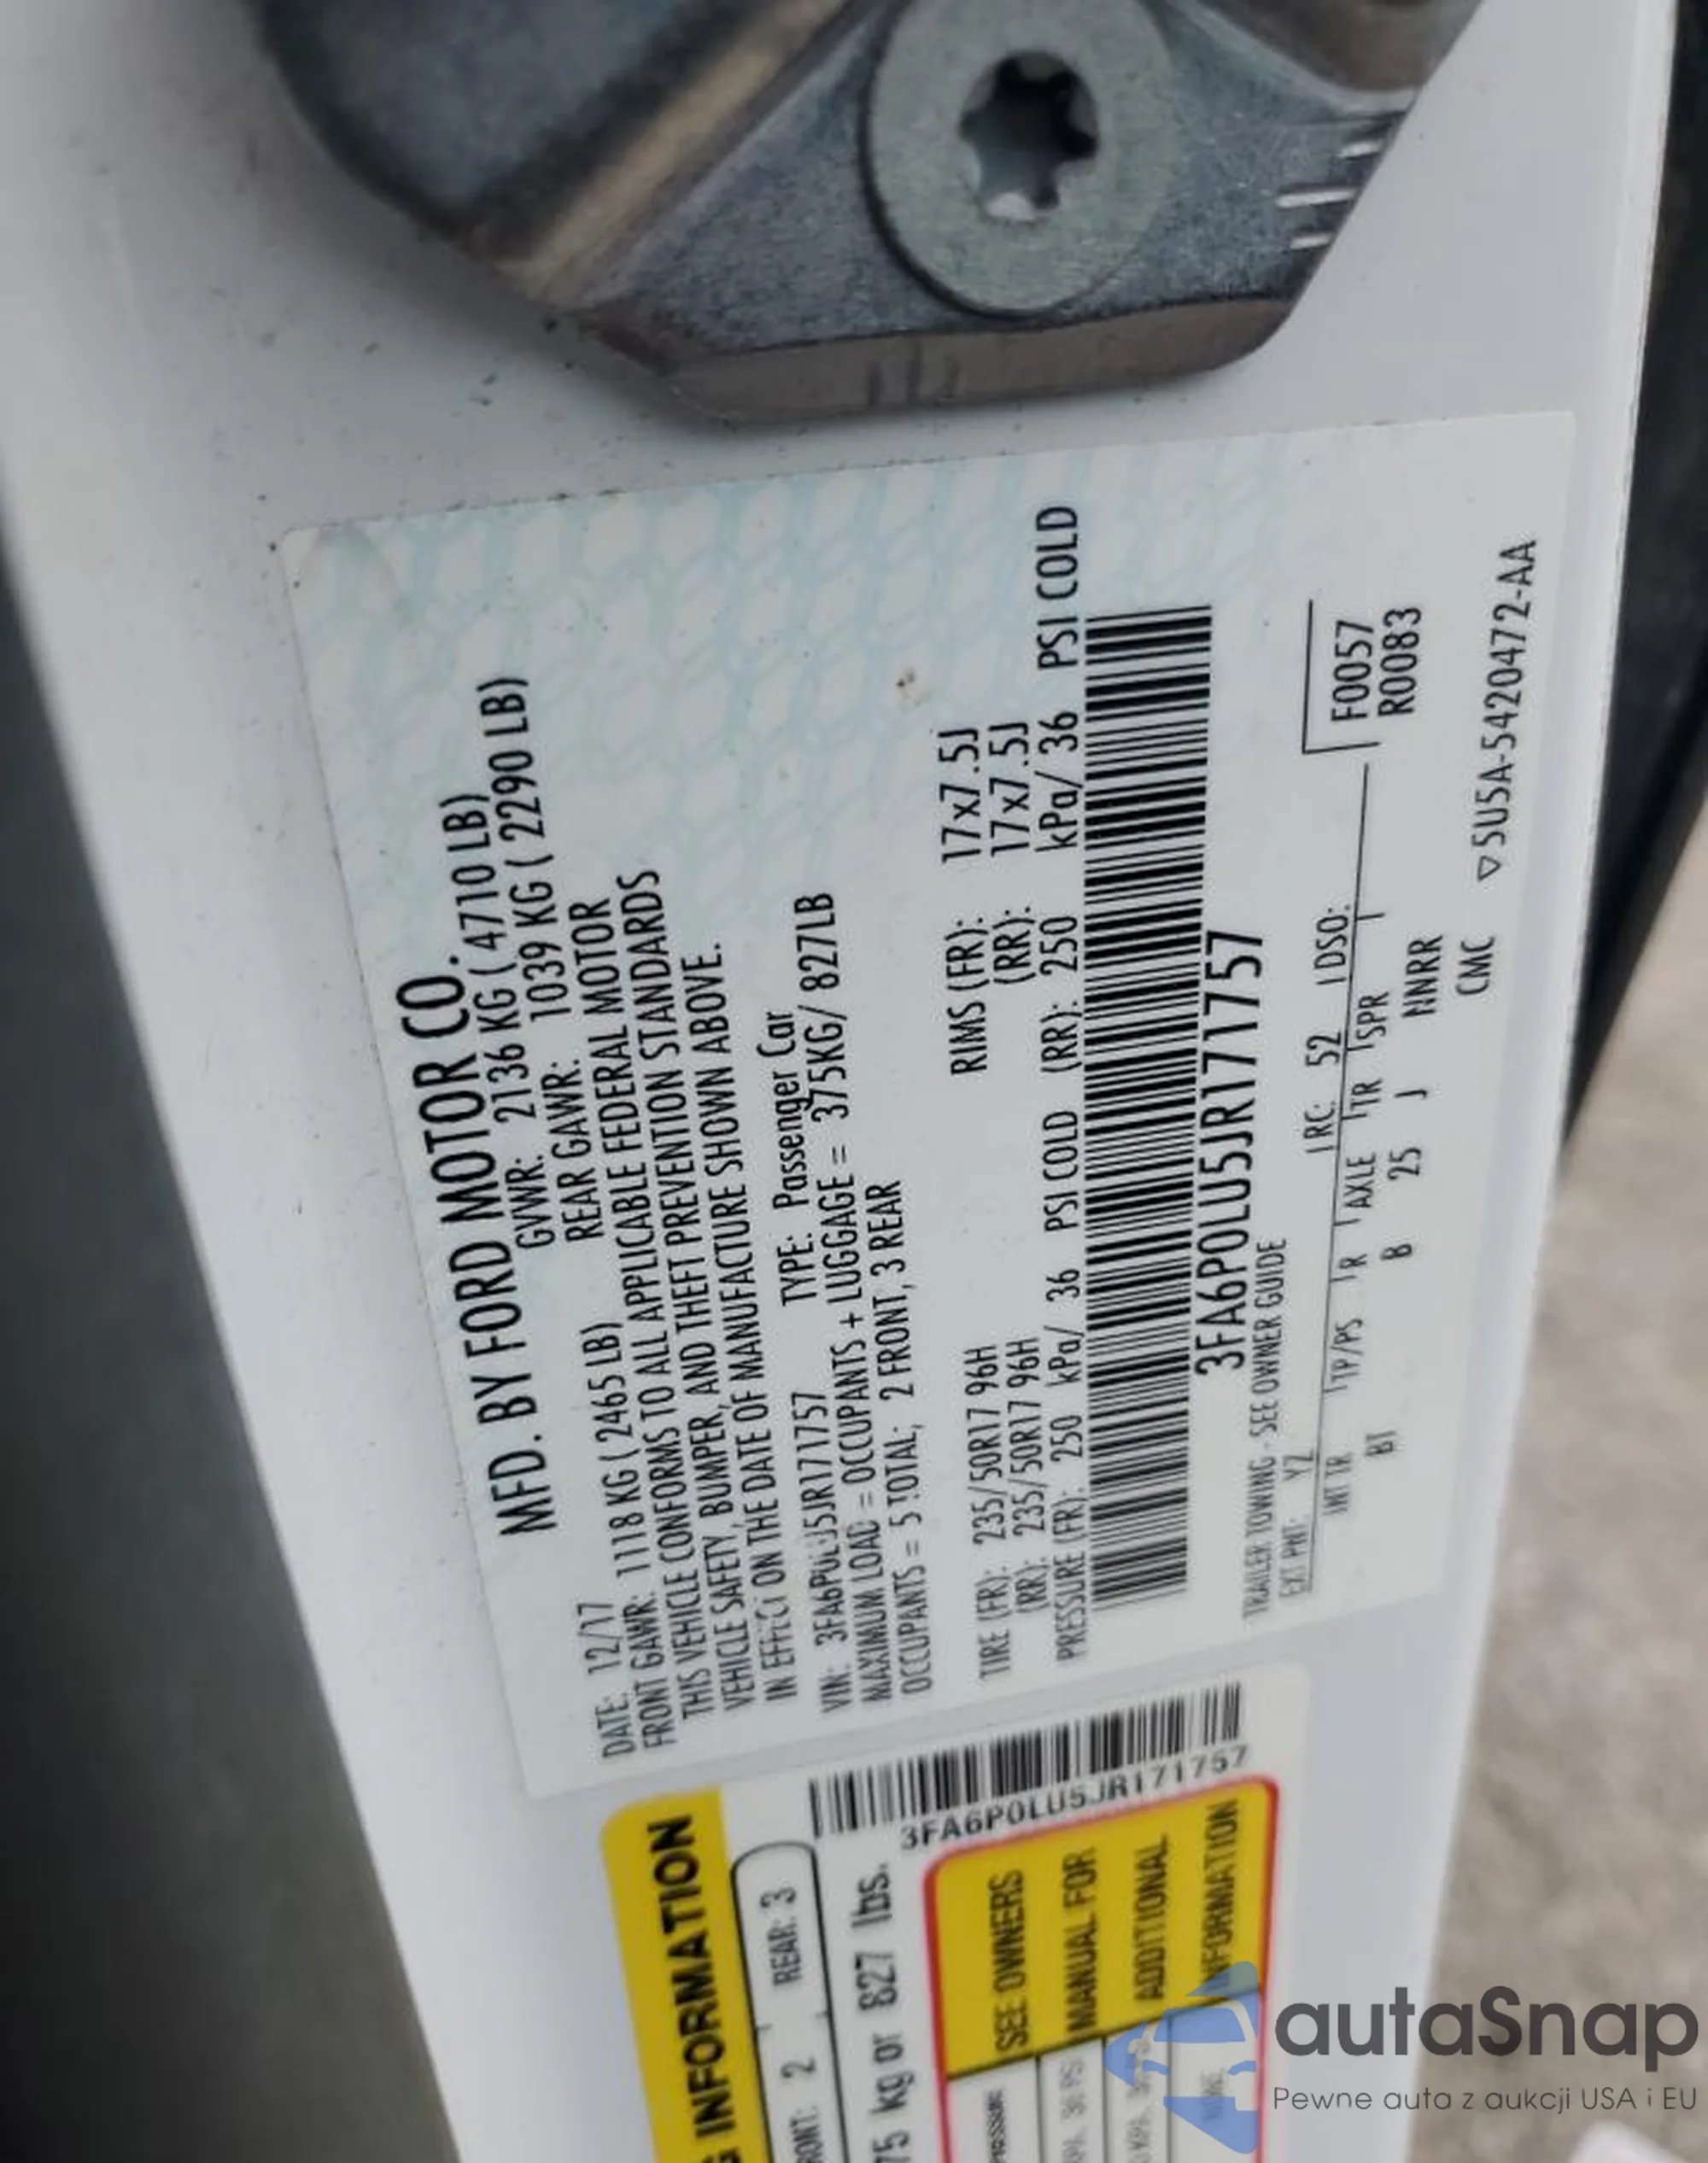 MFD. BY FORD MOTOR CO.
DATE: 12/17 GVWR: 2136 KG ( 4710 LB)
FRONT GAWR: 1118 KG ( 2465 LB) REAR GAWR: 1039 KG ( 2290 LB)
THIS VEHICLE CONFORMS TO ALL APPLICABLE FEDERAL MOTOR
VEHICLE SAFETY, BUMPER, AND THEFT PREVENTION STANDARDS
IN EFFECT ON THE DATE OF MANUFACTURE SHOWN ABOVE.
VIN: 3FA6P0LU5JR171757 TYPE: Passenger Car
MAXIMUM LOAD = OCCUPANTS + LUGGAGE = 375KG/ 827LB
OCCUPANTS = 5 TOTAL; 2 FRONT, 3 REAR
TIRE (FR): 235/50R17 96H RIMS (FR): 17x7.5J
(RR): 235/50R17 96H (RR): 17x7.5J
PRESSURE (FR): 250 kPa/ 36 PSI COLD (RR): 250 kPa/ 36 PSI COLD
3FA6P0LU5JR171757
TRAILER TOWING - SEE OWNER GUIDE
EXT PNT: YZ RC: 52 DSO: F0057
INT TR TP/PS R AXLE TR SPR R0083
BT B 25 J NNRR
CMC ▽5U5A-5420472-AA
INFORMATION
3FA6P0LU5JR171757
FRONT: 2 REAR: 3
kg or 827 lbs.
SEE OWNERS
MANUAL FOR
ADDITIONAL
INFORMATION
autaSnap
Pewne auta z aukcji USA i EU